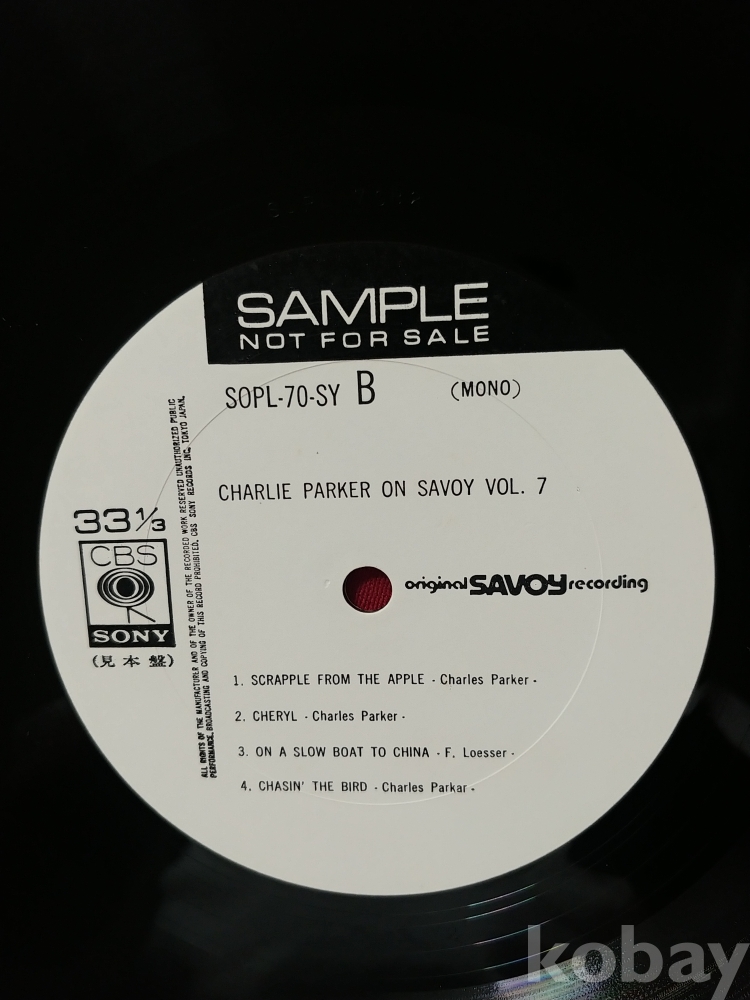 SAMPLE
NOT FOR SALE
SOPL-70-SY B (MONO)
CHARLIE PARKER ON SAVOY VOL. 7
33 1/3
CBS
SONY
(見本盤)
ALL RIGHTS OF THE MANUFACTURER AND OF THE OWNER OF THE RECORDED WORK RESERVED UNAUTHORIZED PUBLIC
PERFORMANCE, BROADCASTING AND COPYING OF THIS RECORD PROHIBITED. CBS SONY RECORDS INC. TOKYO JAPAN.
original SAVOY recording
1. SCRAPPLE FROM THE APPLE - Charles Parker -
2. CHERYL - Charles Parker -
3. ON A SLOW BOAT TO CHINA - F. Loesser -
4. CHASIN' THE BIRD - Charles Parkar -
kobay